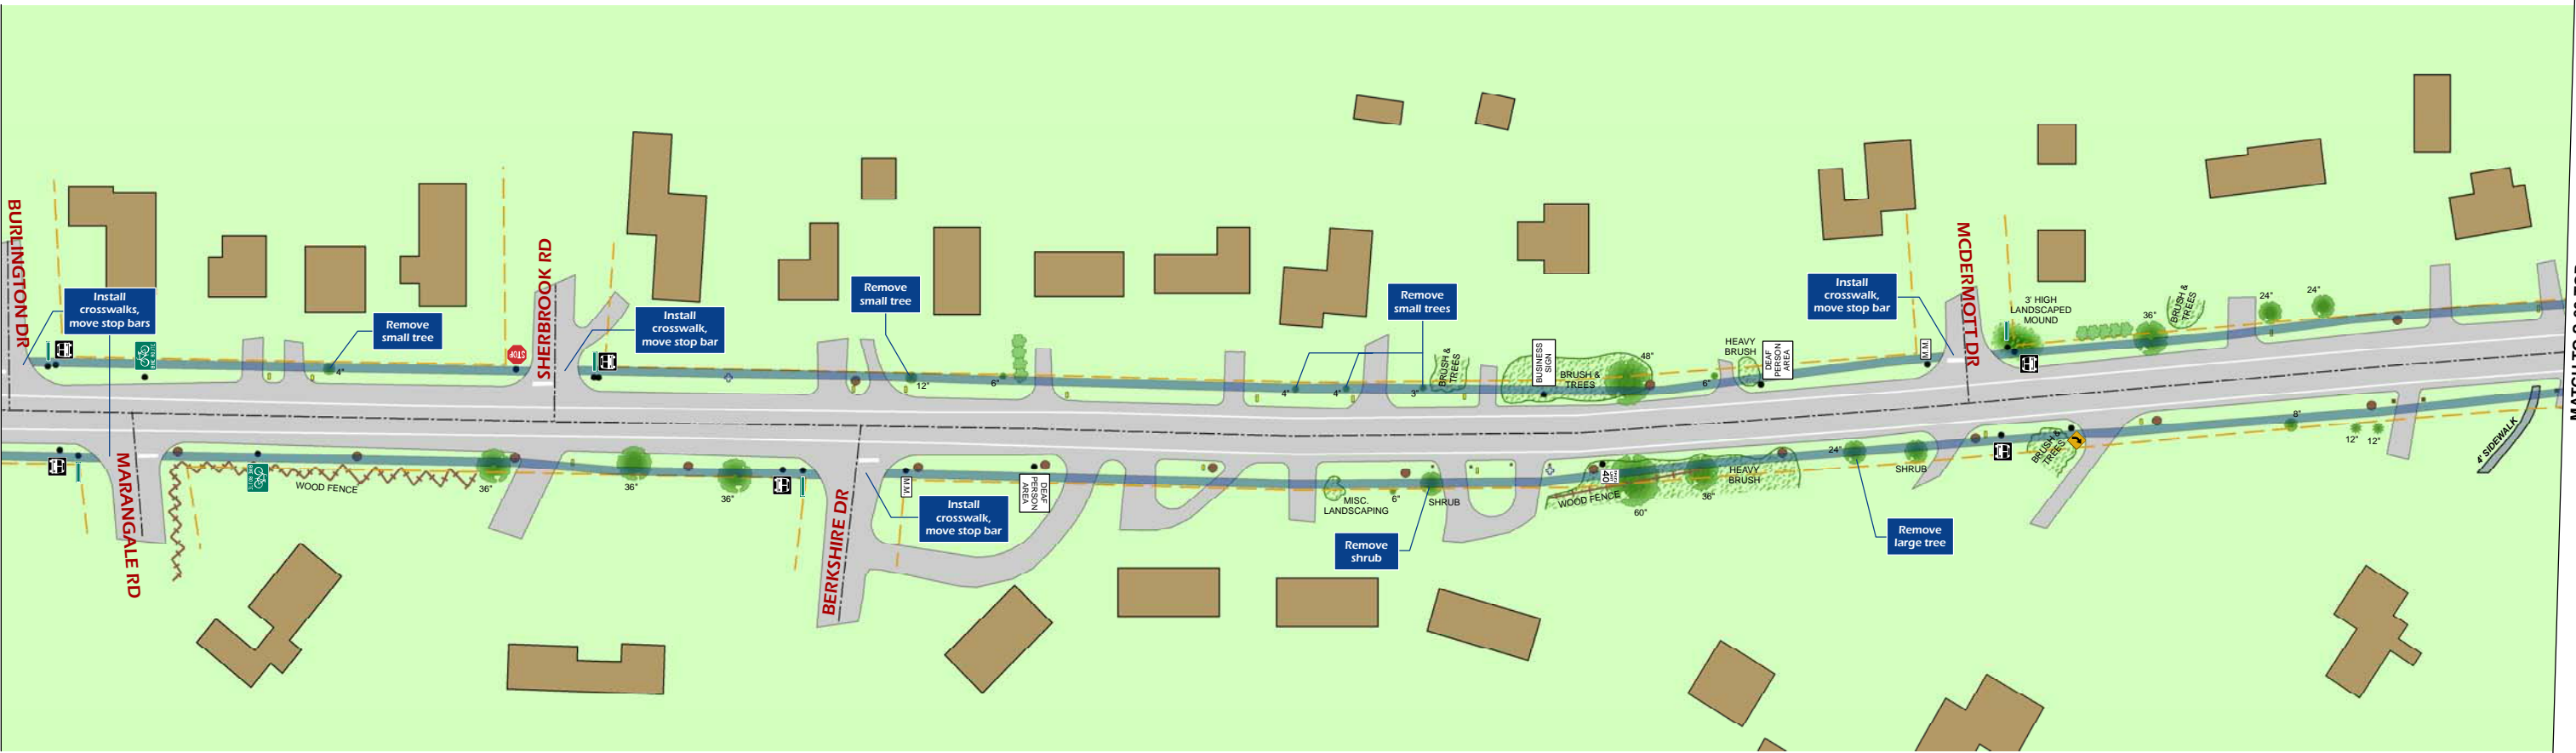 BURLINGTON DR
Install
crosswalks,
move stop bars
Remove
small tree
4"
STOP
SHERBROOK RD
Install
crosswalk,
move stop bar
Remove
small tree
12"
6"
Remove
small trees
4"
4"
3"
BRUSH &
TREES
BUSINESS
SIGN
BRUSH &
TREES
48"
6"
HEAVY
BRUSH
DEAF
PERSON
AREA
Install
crosswalk,
move stop bar
M.M.
MCDERMOTT DR
3' HIGH
LANDSCAPED
MOUND
36"
BRUSH &
TREES
24"
24"
MARANGALE RD
WOOD FENCE
36"
36"
36"
BERKSHIRE DR
M.M.
Install
crosswalk,
move stop bar
DEAF
PERSON
AREA
MISC.
LANDSCAPING
6"
SHRUB
Remove
shrub
WOOD FENCE
40
60"
36"
HEAVY
BRUSH
24"
SHRUB
Remove
large tree
BRUSH &
TREES
8"
12"
12"
4' SIDEWALK